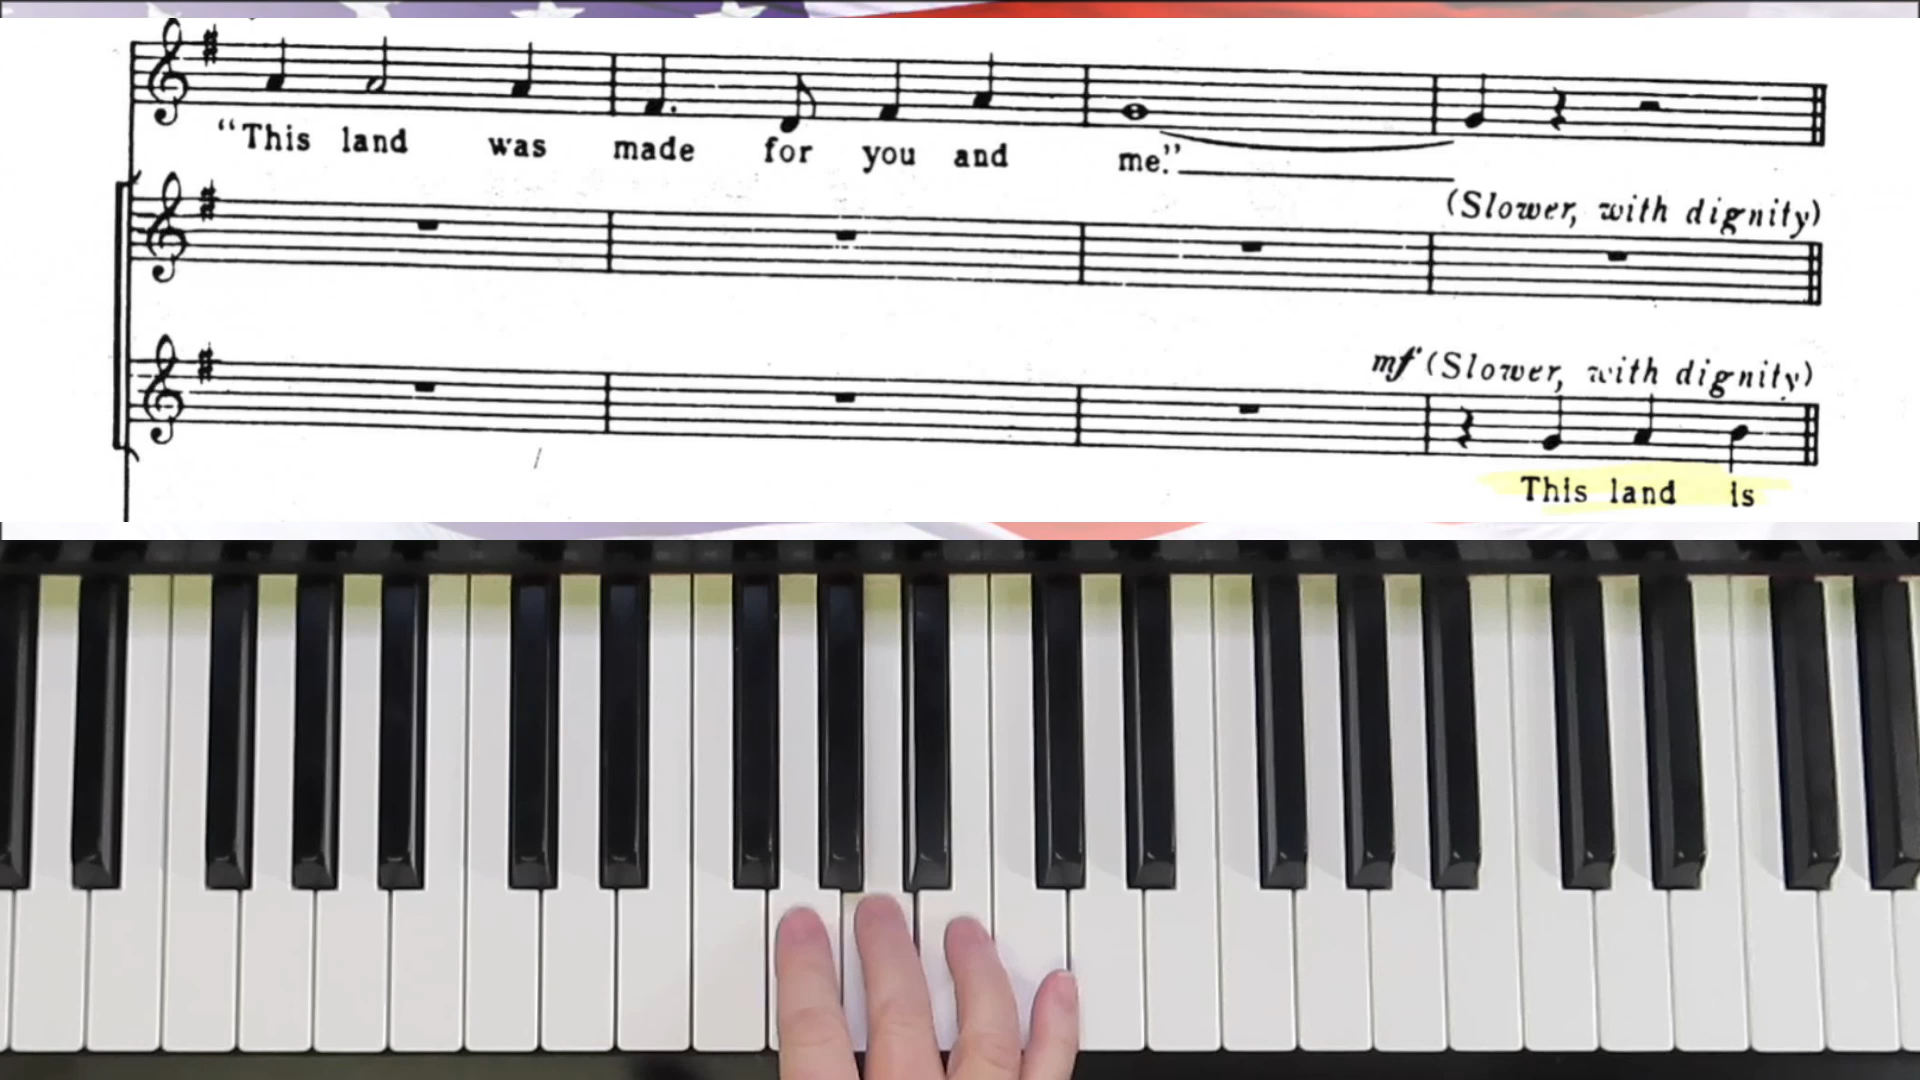 “This land was made for you and me.”
(Slower, with dignity)
mf (Slower, with dignity)
This land is